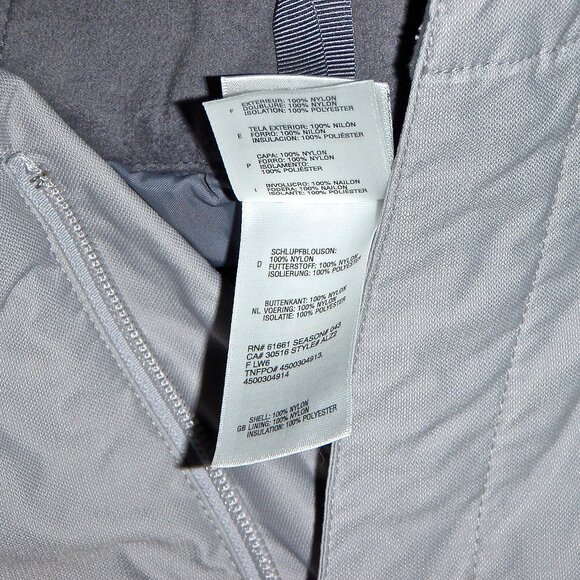 F EXTERIEUR: 100% NYLON
DOUBLURE: 100% NYLON
ISOLATION: 100% POLYESTER
TELA EXTERIOR: 100% NILÓN
E FORRO: 100% NILÓN
INSULACION: 100% POLIÉSTER
CAPA: 100% NYLON
P FORRO: 100% NYLON
ISOLAMENTO:
100% POLIÉSTER
INVOLUCRO: 100% NAILON
I FODERA: 100% NAILON
ISOLANTE: 100% POLIESTER
SCHLUPFBLOUSON:
100% NYLON
D FUTTERSTOFF: 100% NYLON
ISOLIERUNG: 100% POLYESTER
BUITENKANT: 100% NYLON
NL VOERING: 100% NYLON
ISOLATIE: 100% POLYESTER
RN# 61661 SEASON# 043
CA# 30516 STYLE# ALZ2
F LW6
TNFPO# 4500304913,
4500304914
SHELL: 100% NYLON
GB LINING: 100% NYLON
INSULATION: 100% POLYESTER